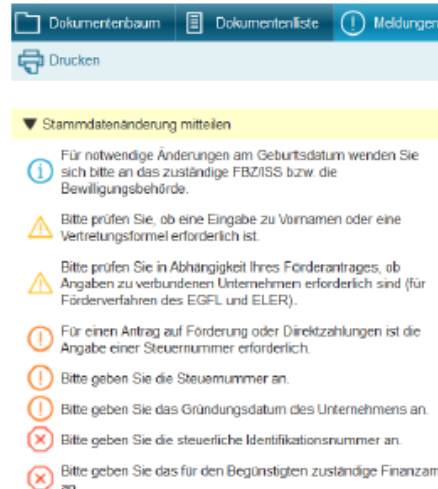 Dokumentenbaum Dokumentenliste Meldungen
Drucken
▼ Stammdatenänderung mitteilen
Für notwendige Änderungen am Geburtsdatum wenden Sie
sich bitte an das zuständige FBZ/ISS bzw. die
Bewilligungsbehörde.
Bitte prüfen Sie, ob eine Eingabe zu Vornamen oder eine
Vertretungsformel erforderlich ist.
Bitte prüfen Sie in Abhängigkeit Ihres Förderantrages, ob
Angaben zu verbundenen Unternehmen erforderlich sind (für
Förderverfahren des EGFL und ELER).
Für einen Antrag auf Förderung oder Direktzahlungen ist die
Angabe einer Steuernummer erforderlich.
Bitte geben Sie die Steuernummer an.
Bitte geben Sie das Gründungsdatum des Unternehmens an.
Bitte geben Sie die steuerliche Identifikationsnummer an.
Bitte geben Sie das für den Begünstigten zuständige Finanzam
an.